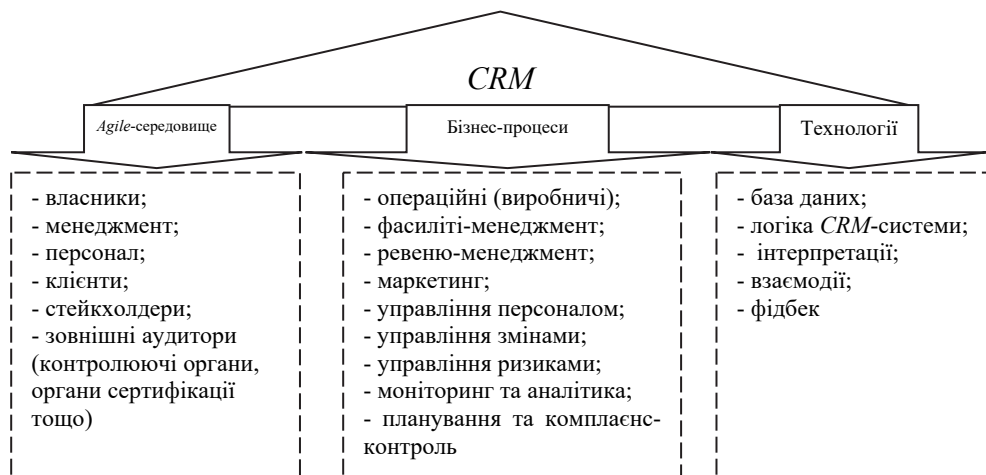 CRM
Agile-середовище
Бізнес-процеси
Технології
- власники;
- менеджмент;
- персонал;
- клієнти;
- стейкхолдери;
- зовнішні аудитори
(контролюючі органи,
органи сертифікації
тощо)
- операційні (виробничі);
- фасиліті-менеджмент;
- ревеню-менеджмент;
- маркетинг;
- управління персоналом;
- управління змінами;
- управління ризиками;
- моніторинг та аналітика;
- планування та комплаєнс-
контроль
- база даних;
- логіка CRM-системи;
- інтерпретації;
- взаємодії;
- фідбек